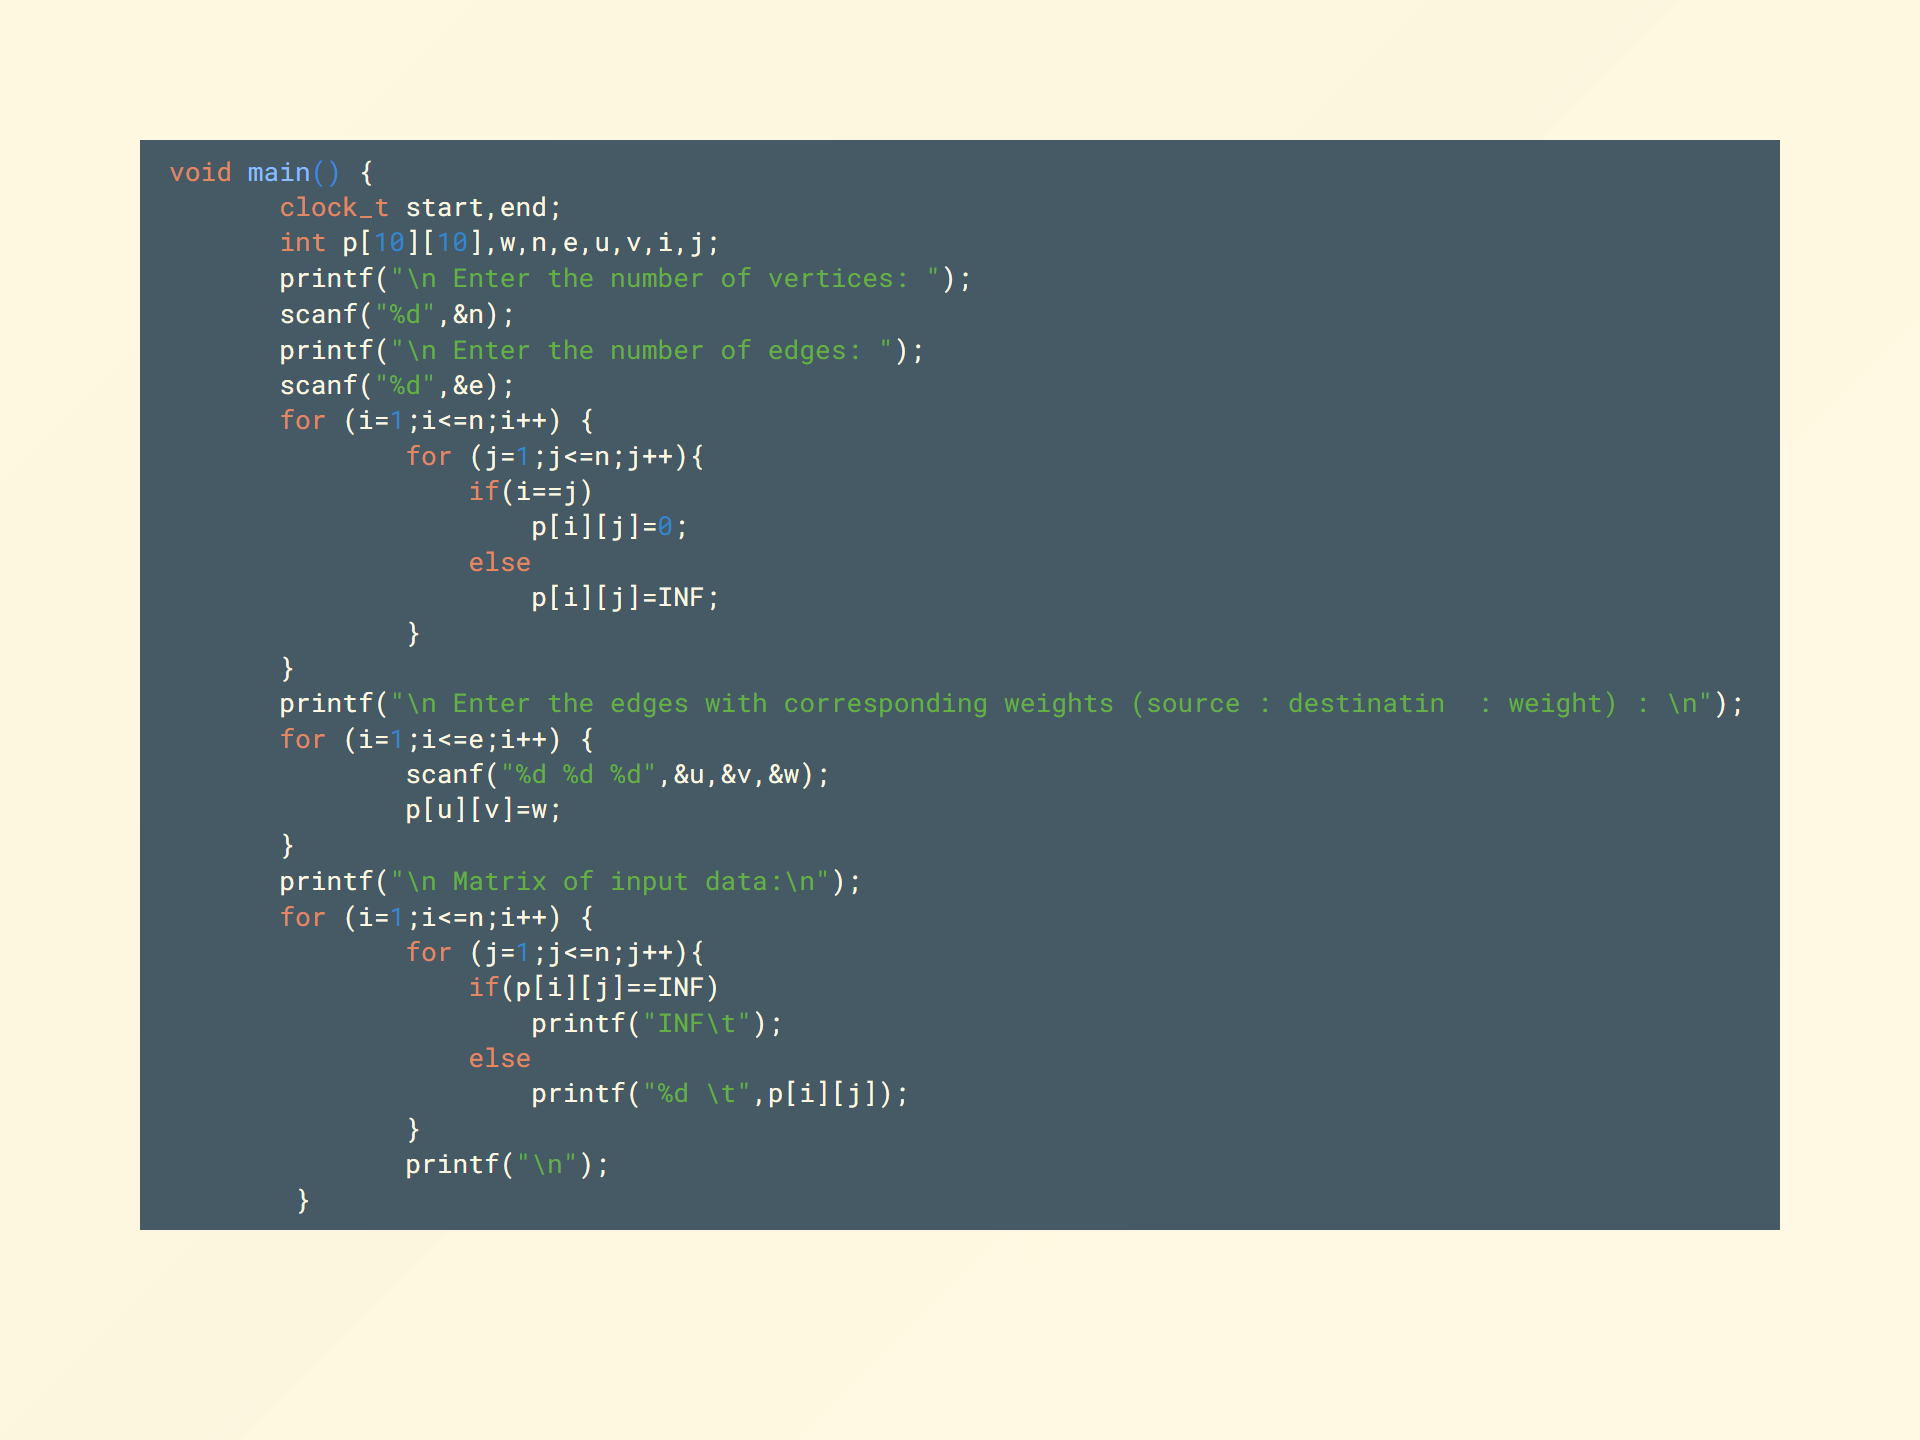 void main() {
clock_t start,end;
int p[10][10],w,n,e,u,v,i,j;
printf("\n Enter the number of vertices: ");
scanf("%d",&n);
printf("\n Enter the number of edges: ");
scanf("%d",&e);
for (i=1;i<=n;i++) {
for (j=1;j<=n;j++){
if(i==j)
p[i][j]=0;
else
p[i][j]=INF;
}
}
printf("\n Enter the edges with corresponding weights (source : destinatin  : weight) : \n");
for (i=1;i<=e;i++) {
scanf("%d %d %d",&u,&v,&w);
p[u][v]=w;
}
printf("\n Matrix of input data:\n");
for (i=1;i<=n;i++) {
for (j=1;j<=n;j++){
if(p[i][j]==INF)
printf("INF\t");
else
printf("%d \t",p[i][j]);
}
printf("\n");
}